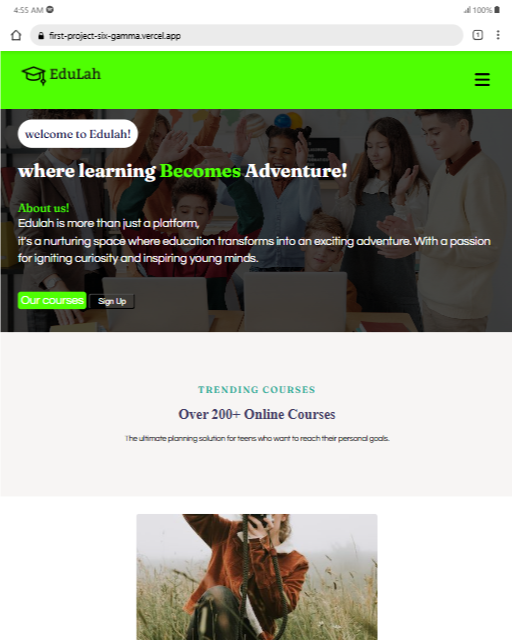 4:55 AM
100%
first-project-six-gamma.vercel.app
1
EduLah
welcome to Edulah!
where learning Becomes Adventure!
About us!
Edulah is more than just a platform,
it's a nurturing space where education transforms into an exciting adventure. With a passion
for igniting curiosity and inspiring young minds.
Our courses Sign Up
TRENDING COURSES
Over 200+ Online Courses
The ultimate planning solution for teens who want to reach their personal goals.